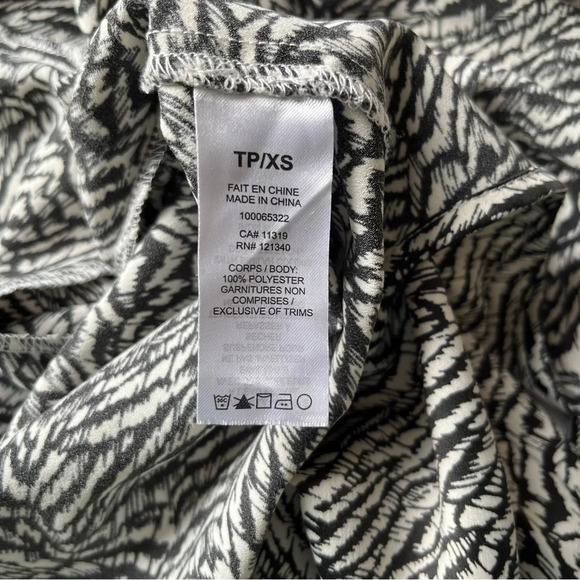 TP/XS
FAIT EN CHINE
MADE IN CHINA
100065322
CA# 11319
RN# 121340
CORPS / BODY:
100% POLYESTER
GARNITURES NON
COMPRISES /
EXCLUSIVE OF TRIMS